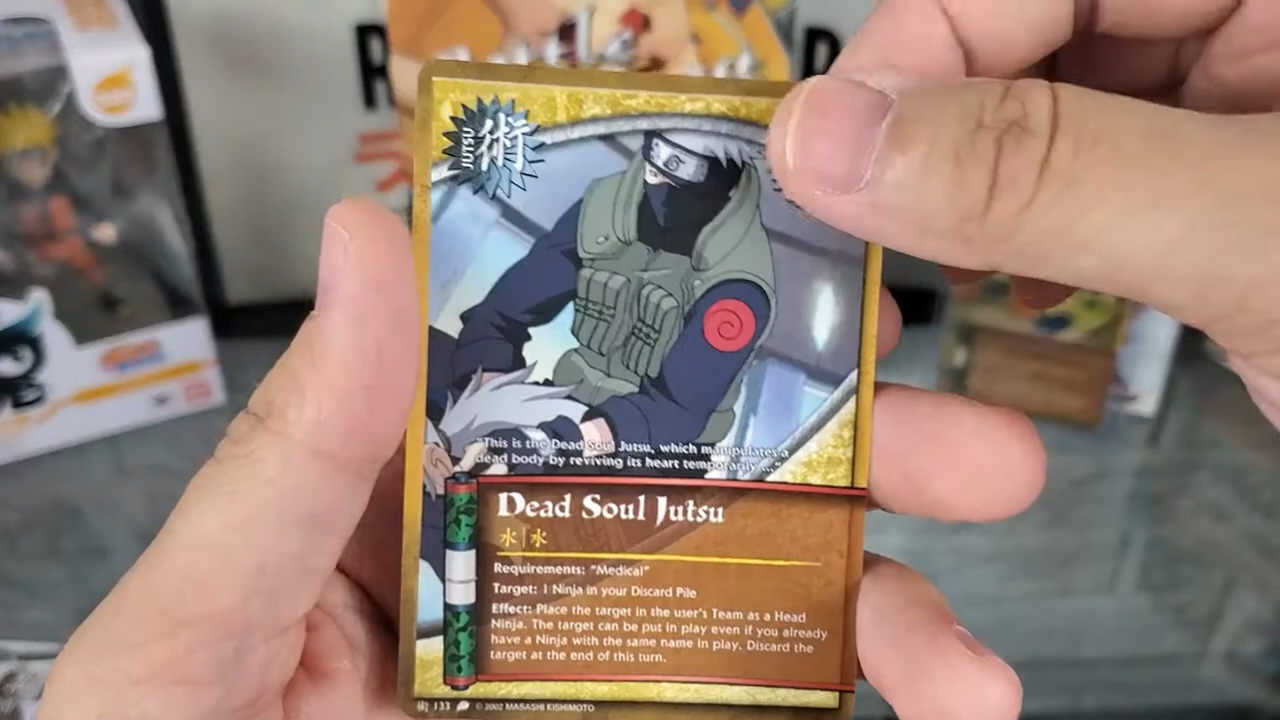 JUTSU
術
"This is the Dead Soul Jutsu, which manipulates a
dead body by reviving its heart temporarily ..."
Dead Soul Jutsu
水|水
Requirements: "Medical"
Target: 1 Ninja in your Discard Pile
Effect: Place the target in the user's Team as a Head
Ninja. The target can be put in play even if you already
have a Ninja with the same name in play. Discard the
target at the end of this turn.
術 133 © 2002 MASASHI KISHIMOTO